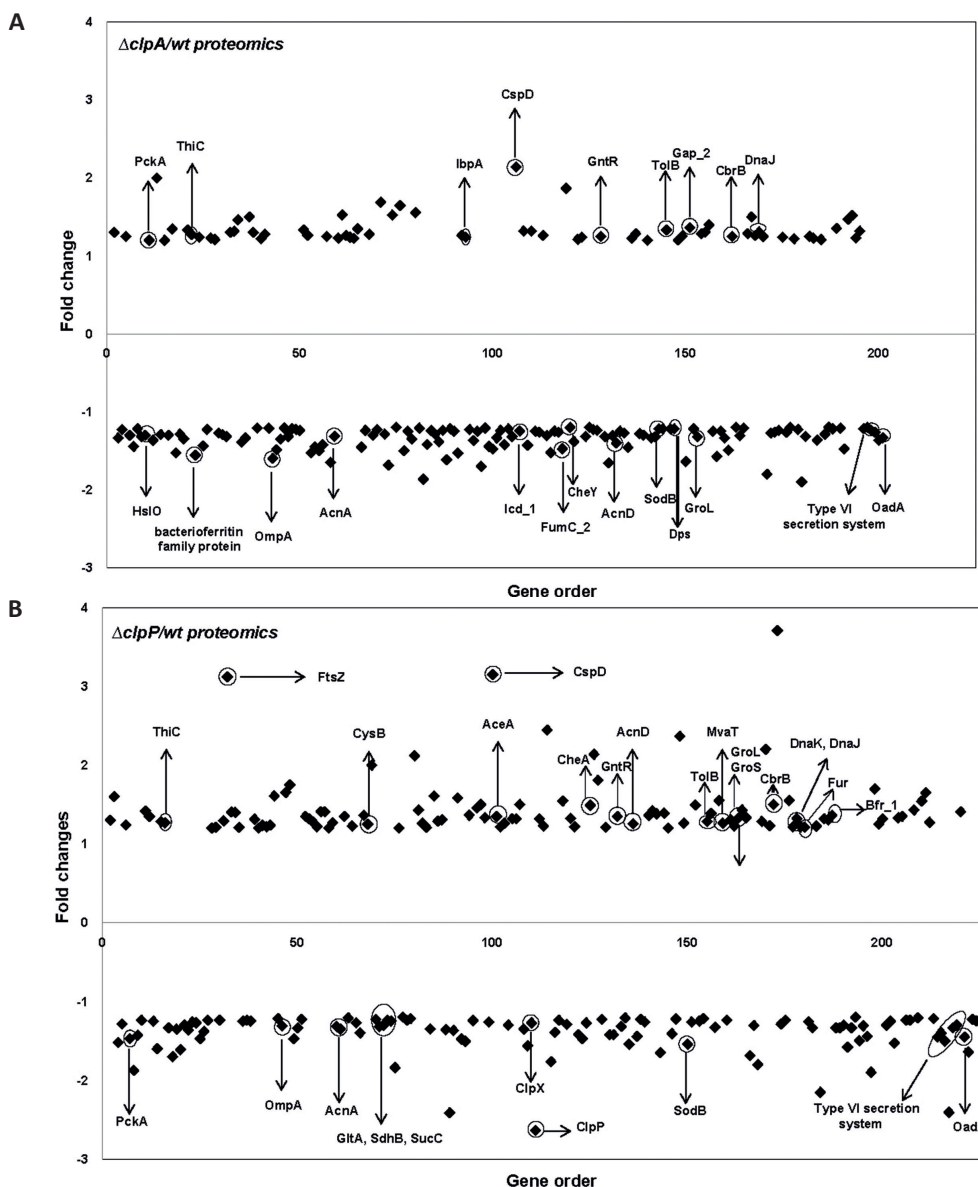 A
ΔclpA/wt proteomics
4
3
2
1
0
-1
-2
-3
Fold change
0
50
100
150
200
CspD
PckA
ThiC
IbpA
GntR
TolB
Gap_2
CbrB
DnaJ
HslO
bacterioferritin
family protein
OmpA
AcnA
Icd_1
FumC_2
CheY
AcnD
SodB
Dps
GroL
Type VI
secretion system
OadA
Gene order
B
ΔclpP/wt proteomics
4
3
2
1
0
-1
-2
-3
Fold changes
0
50
100
150
200
FtsZ
CspD
ThiC
CysB
AceA
CheA
GntR
AcnD
TolB
MvaT
GroL
GroS
CbrB
DnaK, DnaJ
Fur
Bfr_1
PckA
OmpA
AcnA
GltA, SdhB, SucC
ClpX
ClpP
SodB
Type VI secretion
system
Oad
Gene order